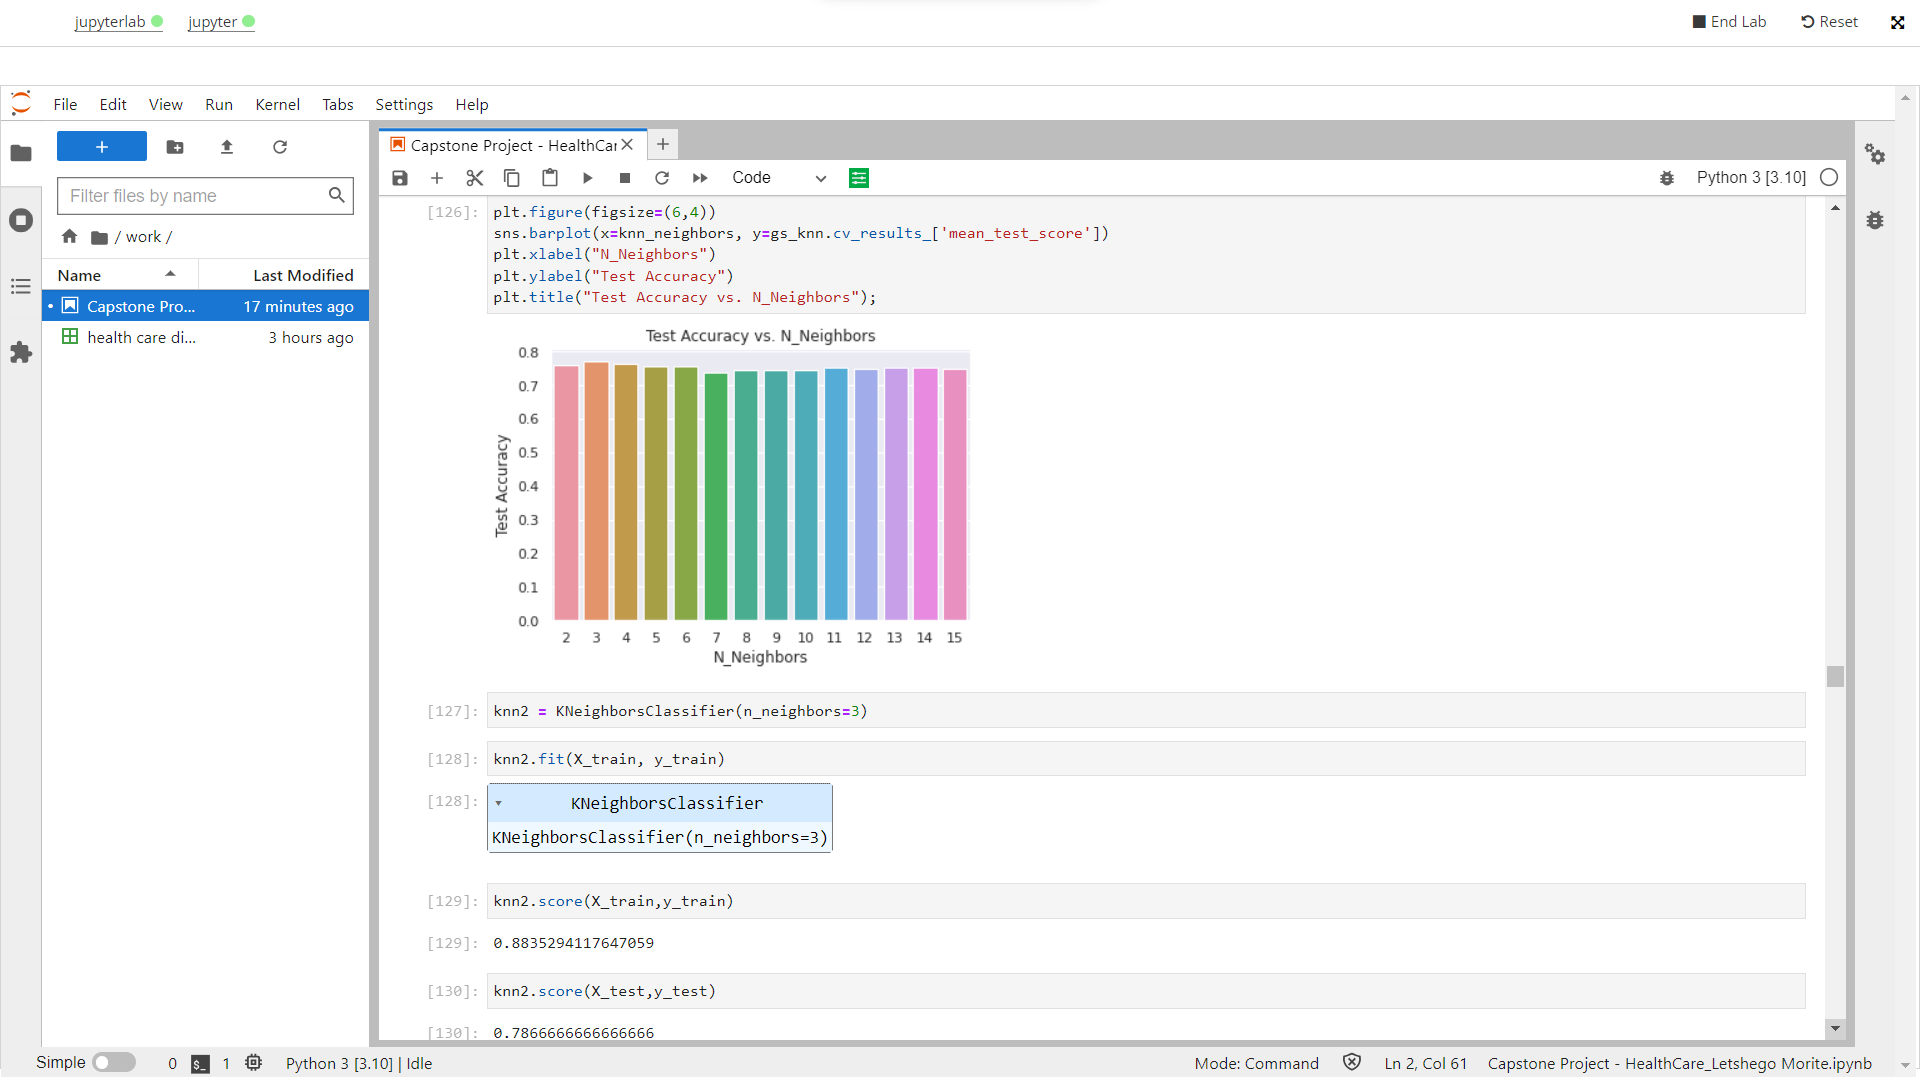 jupyterlab jupyter End Lab Reset
File Edit View Run Kernel Tabs Settings Help
Capstone Project - HealthCar
Code Python 3 [3.10]
Filter files by name
/ work /
Name Last Modified
Capstone Pro... 17 minutes ago
health care di... 3 hours ago
[126]: plt.figure(figsize=(6,4))
sns.barplot(x=knn_neighbors, y=gs_knn.cv_results_['mean_test_score'])
plt.xlabel("N_Neighbors")
plt.ylabel("Test Accuracy")
plt.title("Test Accuracy vs. N_Neighbors");
Test Accuracy vs. N_Neighbors
Test Accuracy
0.8
0.7
0.6
0.5
0.4
0.3
0.2
0.1
0.0
2 3 4 5 6 7 8 9 10 11 12 13 14 15
N_Neighbors
[127]: knn2 = KNeighborsClassifier(n_neighbors=3)
[128]: knn2.fit(X_train, y_train)
[128]: KNeighborsClassifier
KNeighborsClassifier(n_neighbors=3)
[129]: knn2.score(X_train,y_train)
[129]: 0.8835294117647059
[130]: knn2.score(X_test,y_test)
[130]: 0.7866666666666666
Simple 0 $_ 1 Python 3 [3.10] | Idle Mode: Command Ln 2, Col 61 Capstone Project - HealthCare_Letshego Morite.ipynb